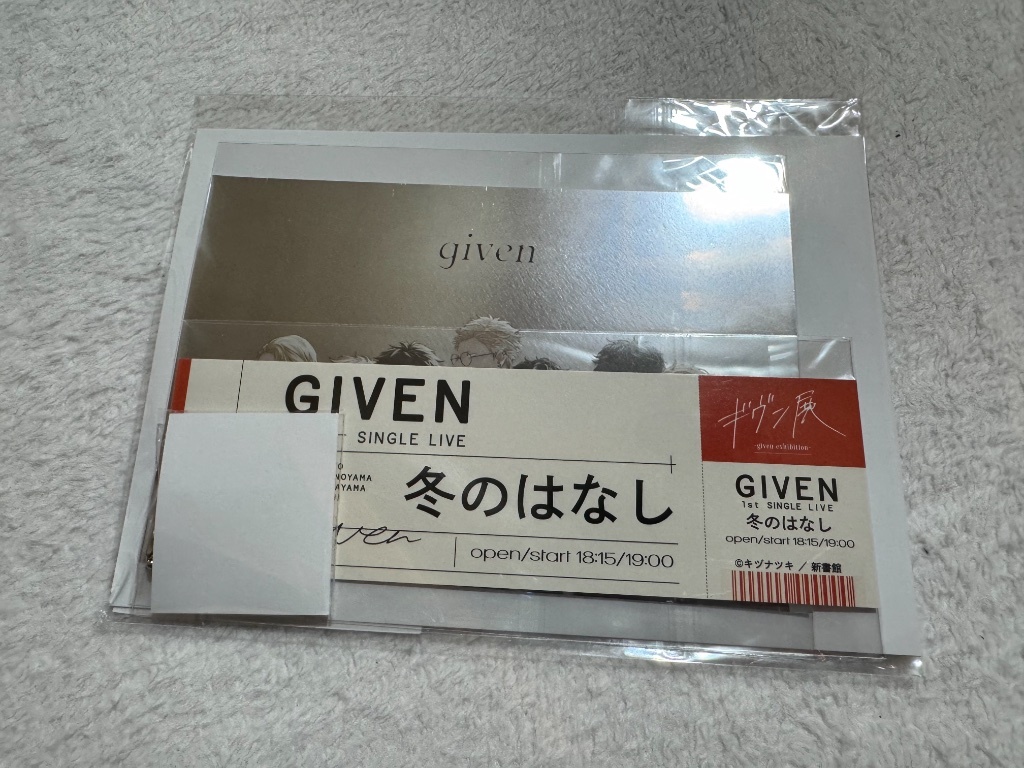 given
GIVEN
SINGLE LIVE
NOYAMA
AYAMA
冬のはなし
open/start 18:15/19:00
ギヴン展
-given exhibition-
GIVEN
1st SINGLE LIVE
冬のはなし
open/start 18:15/19:00
©キヅナツキ / 新書館